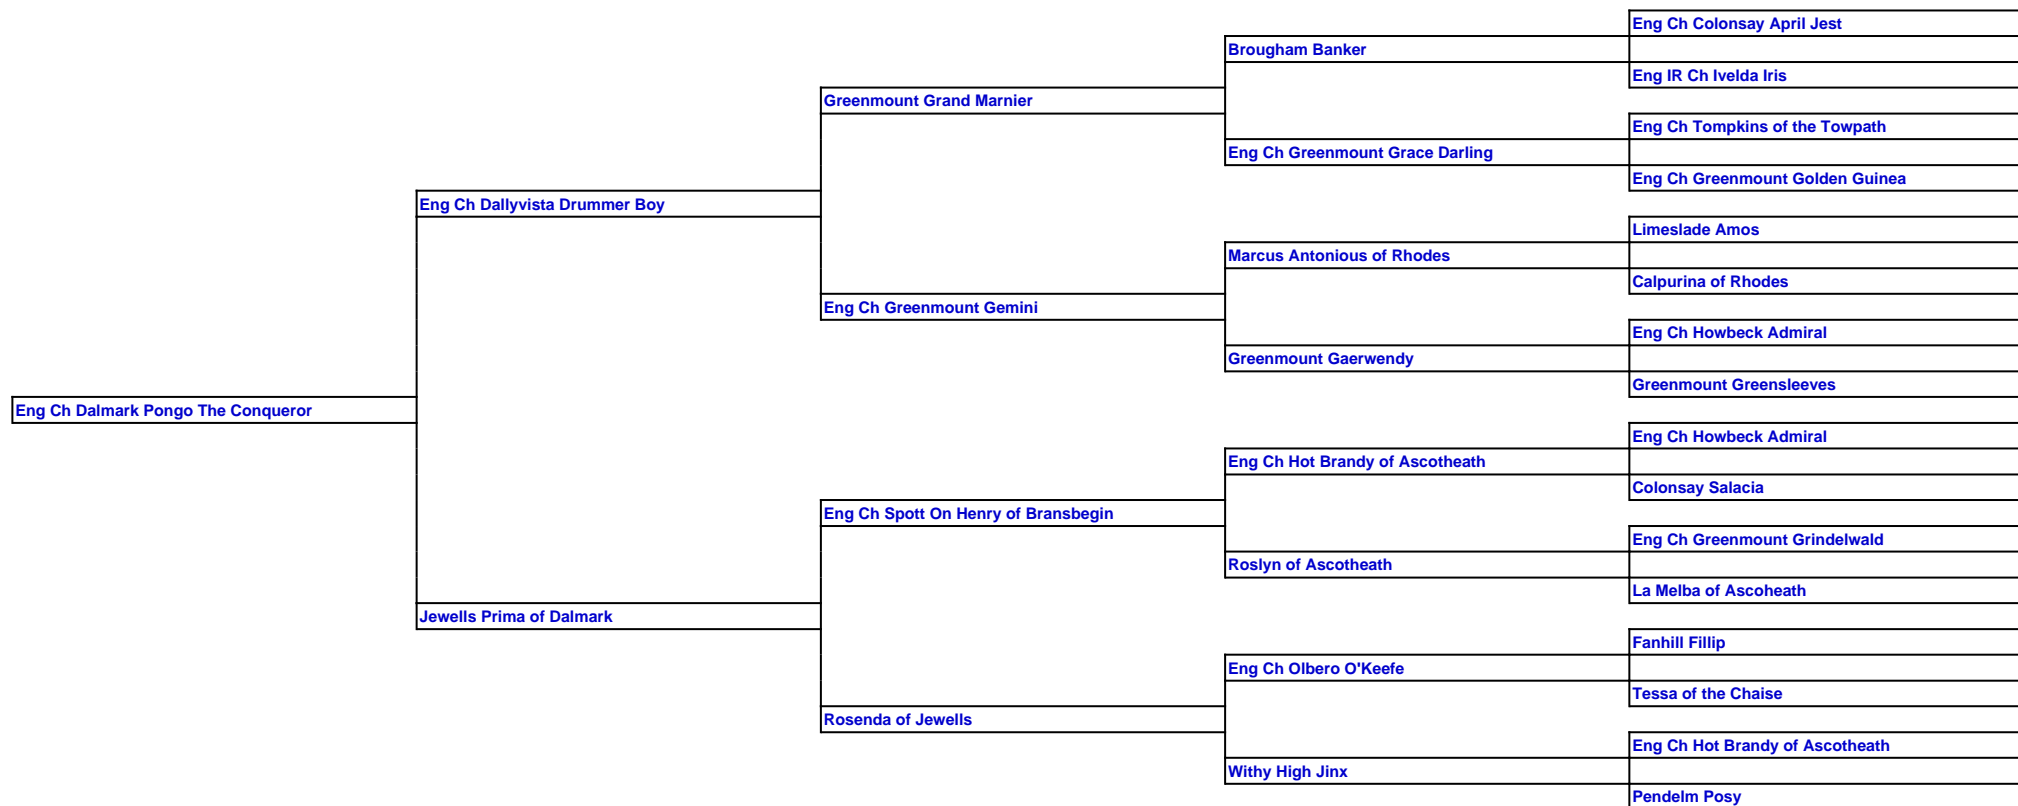 Eng Ch Colonsay April Jest
Brougham Banker
Eng IR Ch Ivelda Iris
Greenmount Grand Marnier
Eng Ch Tompkins of the Towpath
Eng Ch Greenmount Grace Darling
Eng Ch Greenmount Golden Guinea
Eng Ch Dallyvista Drummer Boy
Limeslade Amos
Marcus Antonious of Rhodes
Calpurina of Rhodes
Eng Ch Greenmount Gemini
Eng Ch Howbeck Admiral
Greenmount Gaerwendy
Greenmount Greensleeves
Eng Ch Dalmark Pongo The Conqueror
Eng Ch Howbeck Admiral
Eng Ch Hot Brandy of Ascotheath
Colonsay Salacia
Eng Ch Spott On Henry of Bransbegin
Eng Ch Greenmount Grindelwald
Roslyn of Ascotheath
La Melba of Ascoheath
Jewells Prima of Dalmark
Fanhill Fillip
Eng Ch Olbero O'Keefe
Tessa of the Chaise
Rosenda of Jewells
Eng Ch Hot Brandy of Ascotheath
Withy High Jinx
Pendelm Posy